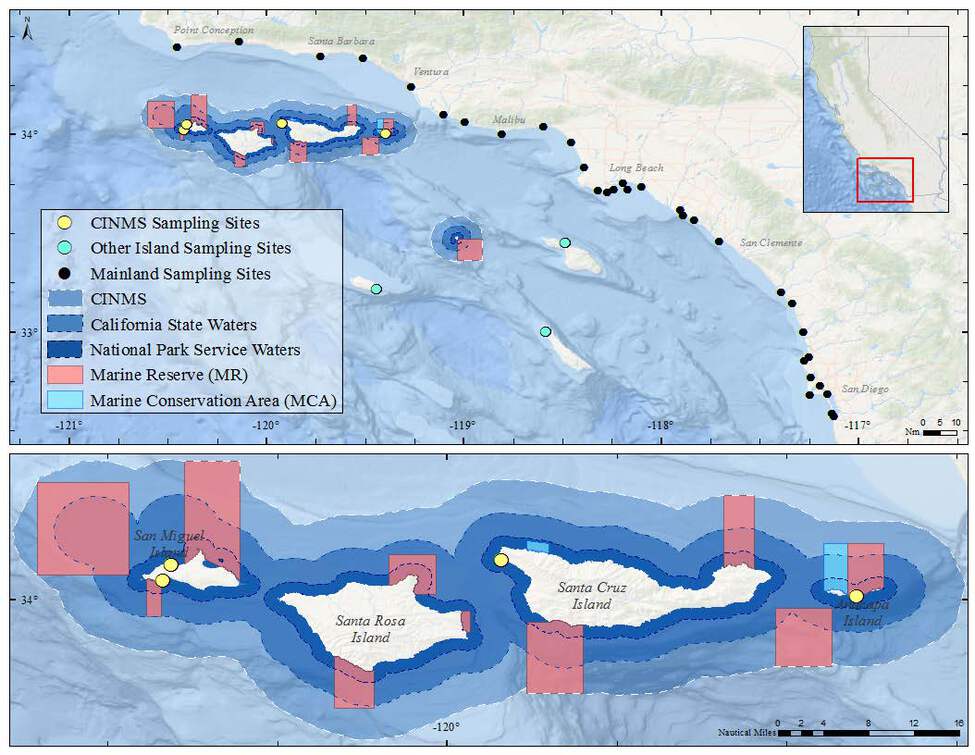 N
Point Conception
Santa Barbara
Ventura
Malibu
Long Beach
San Clemente
San Diego
34°
33°
CINMS Sampling Sites
Other Island Sampling Sites
Mainland Sampling Sites
CINMS
California State Waters
National Park Service Waters
Marine Reserve (MR)
Marine Conservation Area (MCA)
-121°
-120°
-119°
-118°
-117°
0 5 10
Nm
San Miguel
Island
Santa Rosa
Island
Santa Cruz
Island
Anacapa
Island
34°
-120°
0 2 4 8 12 16
Nautical Miles